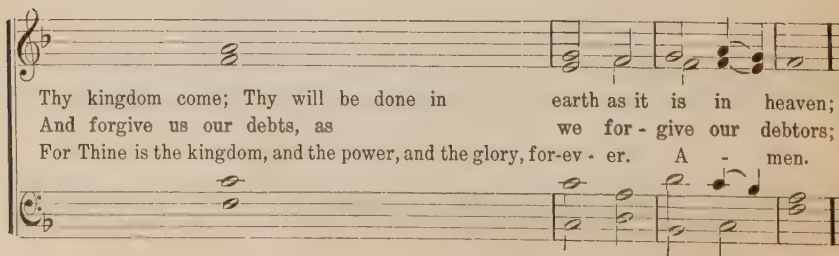 Thy kingdom come; Thy will be done in earth as it is in heaven;
And forgive us our debts, as we for - give our debtors;
For Thine is the kingdom, and the power, and the glory, for-ev - er. A - men.